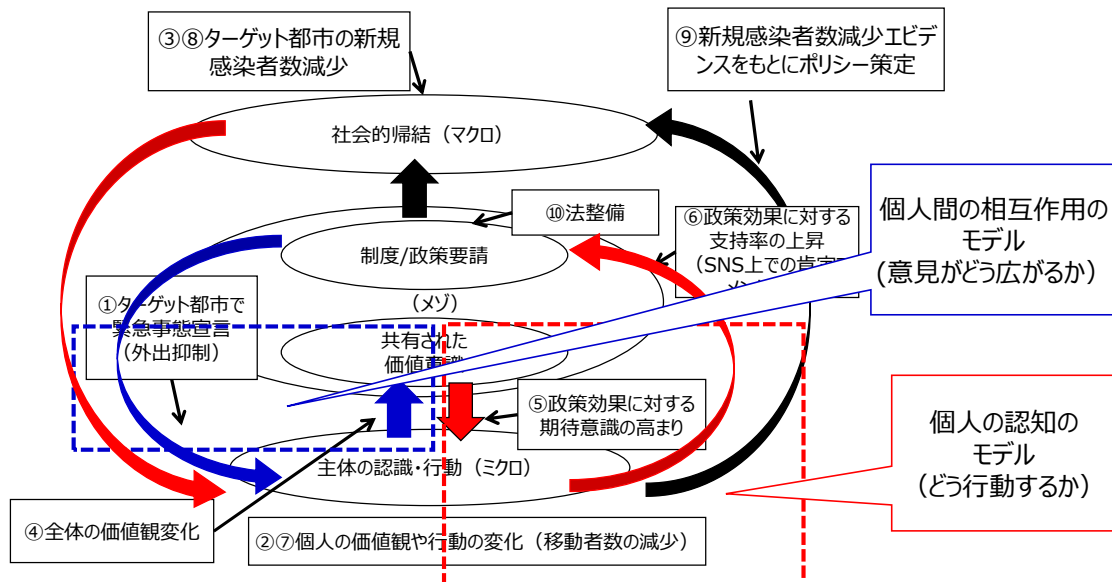 ③⑧ターゲット都市の新規
感染者数減少
⑨新規感染者数減少エビデ
ンスをもとにポリシー策定
社会的帰結（マクロ）
⑩法整備
⑥政策効果に対する
支持率の上昇
（SNS上での肯定
個人間の相互作用の
モデル
(意見がどう広がるか)
制度/政策要請
（メゾ）
①ターゲット都市で
緊急事態宣言
（外出抑制）
共有された
価値意識
⑤政策効果に対する
期待意識の高まり
個人の認知の
モデル
（どう行動するか）
主体の認識・行動（ミクロ）
④全体の価値観変化
②⑦個人の価値観や行動の変化（移動者数の減少）